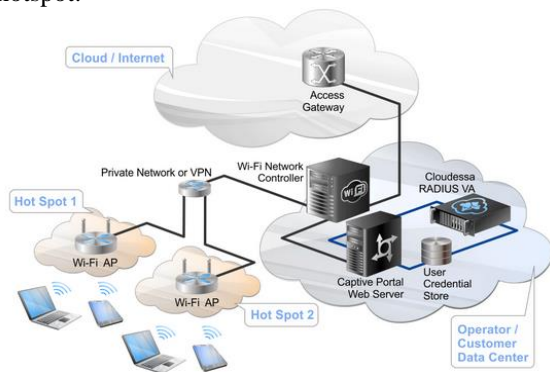 hotspot.
Cloud / Internet
Access
Gateway
Wi-Fi Network
Controller
Cloudessa
RADIUS VA
Private Network or VPN
Hot Spot 1
WiFi
Wi-Fi AP
Wi-Fi AP
Captive Portal
Web Server
User
Credential
Store
Hot Spot 2
Operator /
Customer
Data Center